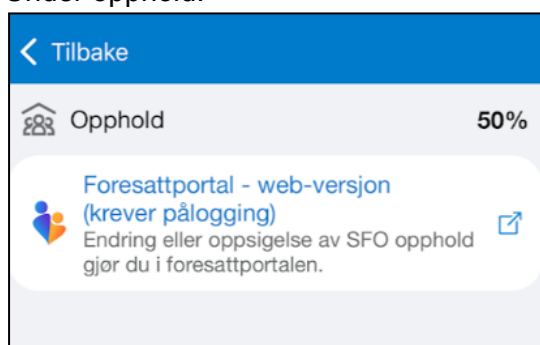 Under opphold:
Tilbake
Opphold 50%
Foresattportal - web-versjon
(krever pålogging)
Endring eller oppsigelse av SFO opphold
gjør du i foresattportalen.